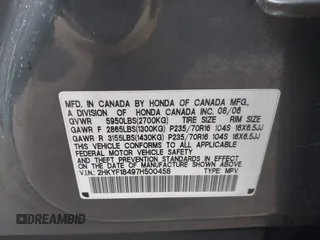 MFD. IN CANADA BY HONDA OF CANADA MFG.,
A DIVISION OF HONDA CANADA INC. 08/06
GVWR 5950LBS(2700KG) TIRE SIZE RIM SIZE
GAWR F 2865LBS(1300KG) P235/70R16 104S 16X6.5JJ
GAWR R 3155LBS(1430KG) P235/70R16 104S 16X6.5JJ
THIS VEHICLE CONFORMS TO ALL APPLICABLE FEDERAL MOTOR
VEHICLE SAFETY AND THEFT PREVENTION STANDARDS IN EFFECT
ON THE DATE OF MANUFACTURE SHOWN ABOVE.
V.I.N.: 2HKYF18497H500458 TYPE: MPV
DREAMBID